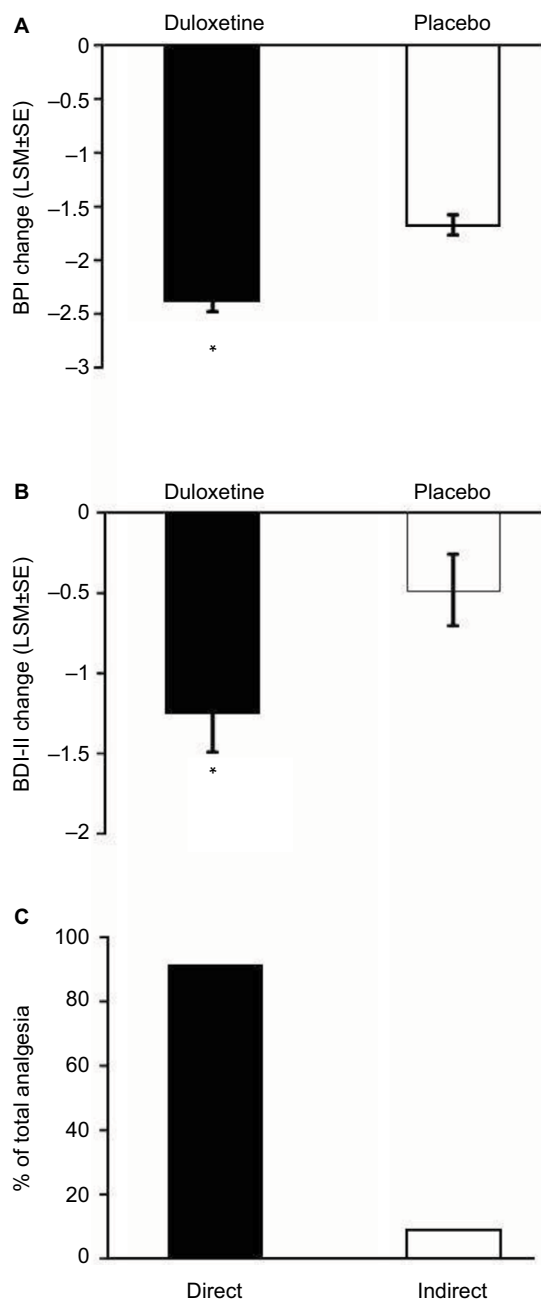 A
Duloxetine Placebo
0
–0.5
–1
–1.5
–2
–2.5
–3
BPI change (LSM±SE)
*
B
Duloxetine Placebo
0
–0.5
–1
–1.5
–2
BDI-II change (LSM±SE)
*
C
100
80
60
40
20
0
% of total analgesia
Direct Indirect